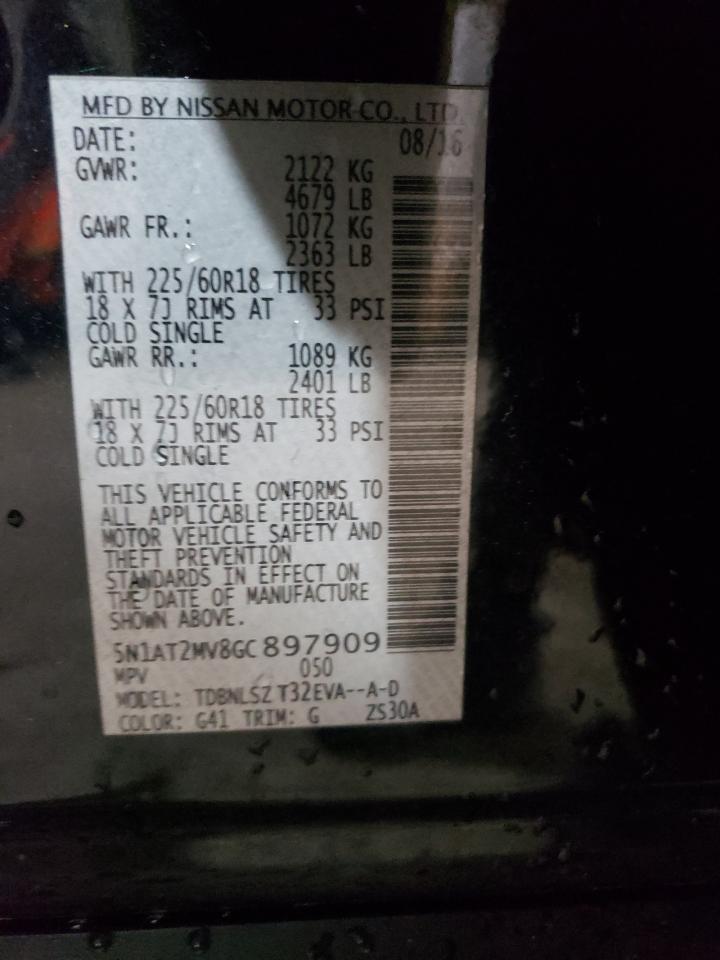 MFD BY NISSAN MOTOR CO., LTD.
DATE: 08/16
GVWR: 2122 KG
4679 LB
GAWR FR.: 1072 KG
2363 LB
WITH 225/60R18 TIRES
18 X 7J RIMS AT 33 PSI
COLD SINGLE
GAWR RR.: 1089 KG
2401 LB
WITH 225/60R18 TIRES
18 X 7J RIMS AT 33 PSI
COLD SINGLE
THIS VEHICLE CONFORMS TO
ALL APPLICABLE FEDERAL
MOTOR VEHICLE SAFETY AND
THEFT PREVENTION
STANDARDS IN EFFECT ON
THE DATE OF MANUFACTURE
SHOWN ABOVE.
5N1AT2MV8GC897909
MPV 050
MODEL: TDBNLSZ T32EVA--A-D
COLOR: G41 TRIM: G ZS30A